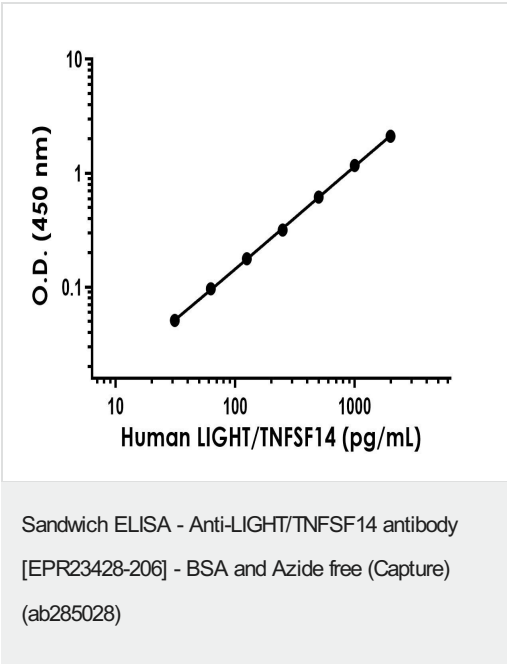 10
1
0.1
O.D. (450 nm)
10 100 1000
Human LIGHT/TNFSF14 (pg/mL)
Sandwich ELISA - Anti-LIGHT/TNFSF14 antibody
[EPR23428-206] - BSA and Azide free (Capture)
(ab285028)